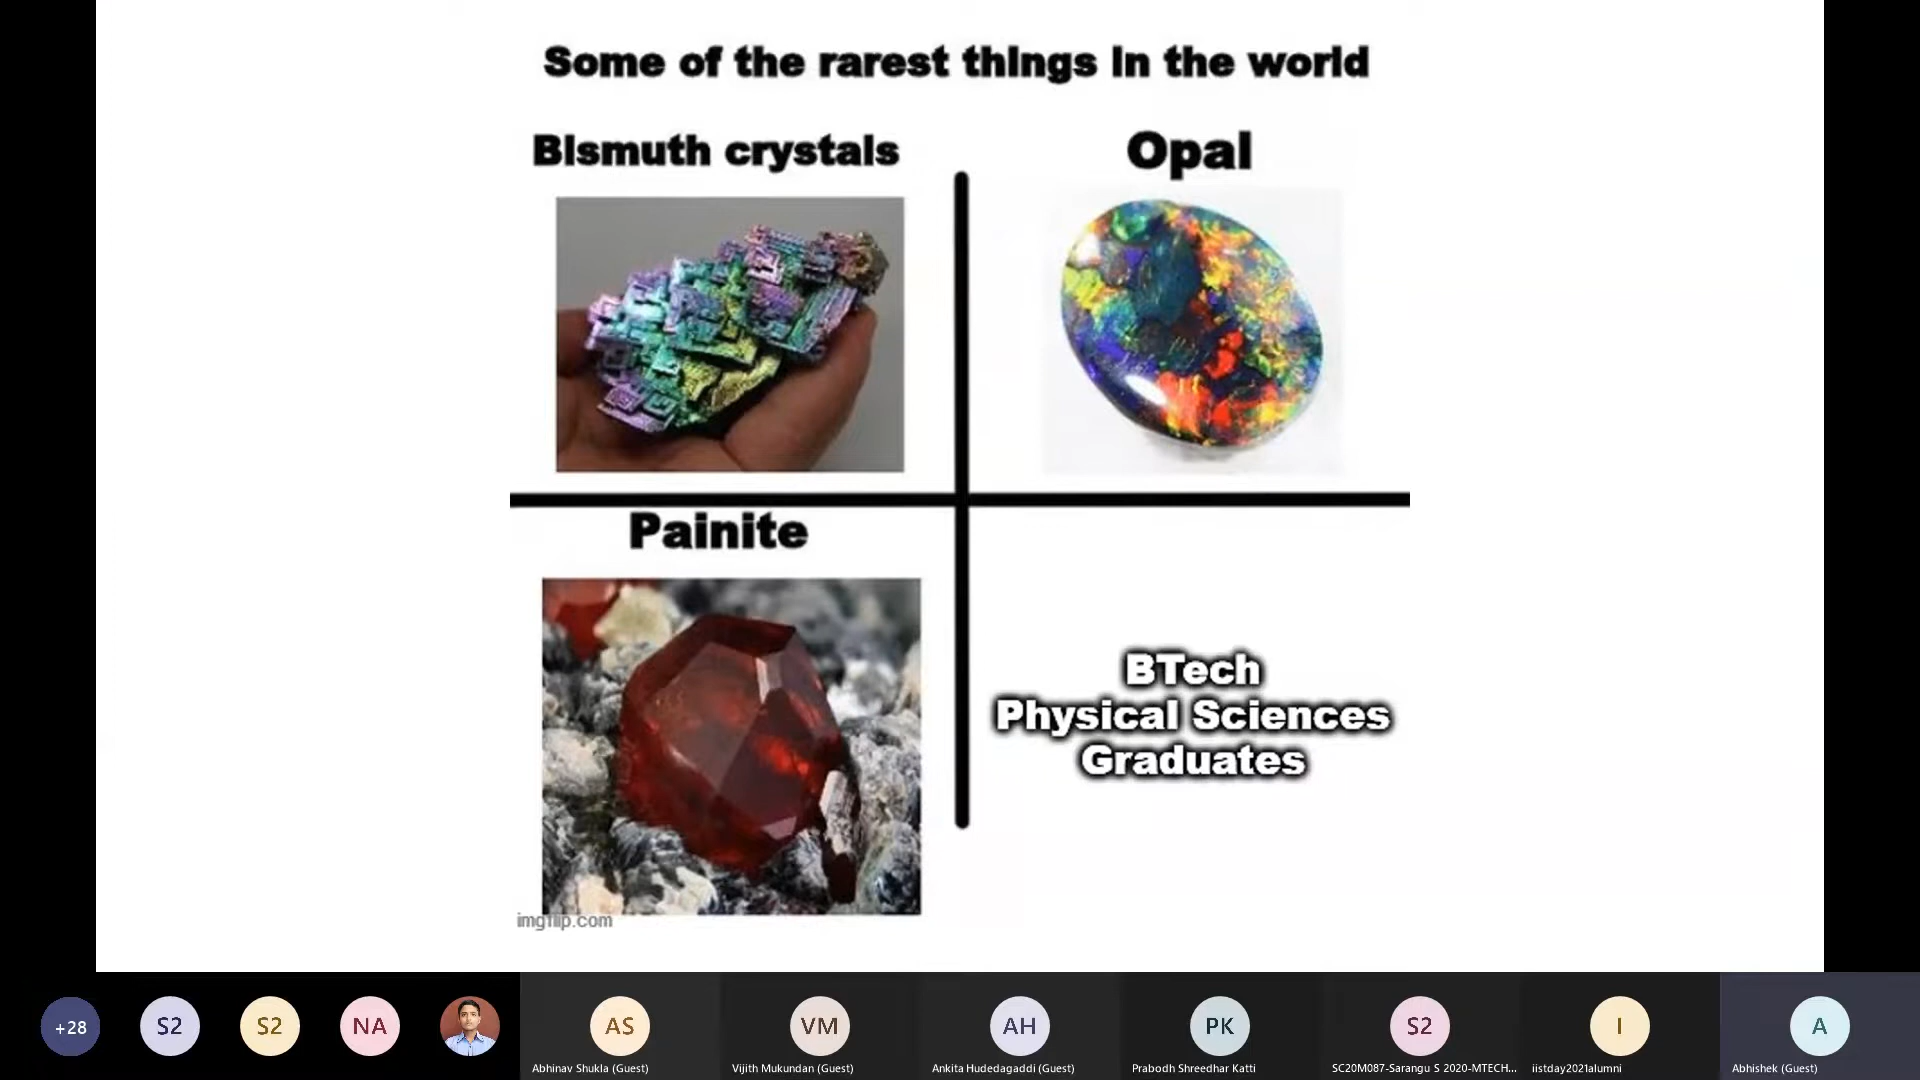 Some of the rarest things in the world
Bismuth crystals
Opal
Painite
BTech
Physical Sciences
Graduates
imgflip.com
+28
S2
S2
NA
AS
VM
AH
PK
S2
I
A
Abhinav Shukla (Guest)
Vijith Mukundan (Guest)
Ankita Hudedagaddi (Guest)
Prabodh Shreedhar Katti
SC20M087-Sarangu S 2020-MTECH...
iistday2021alumni
Abhishek (Guest)